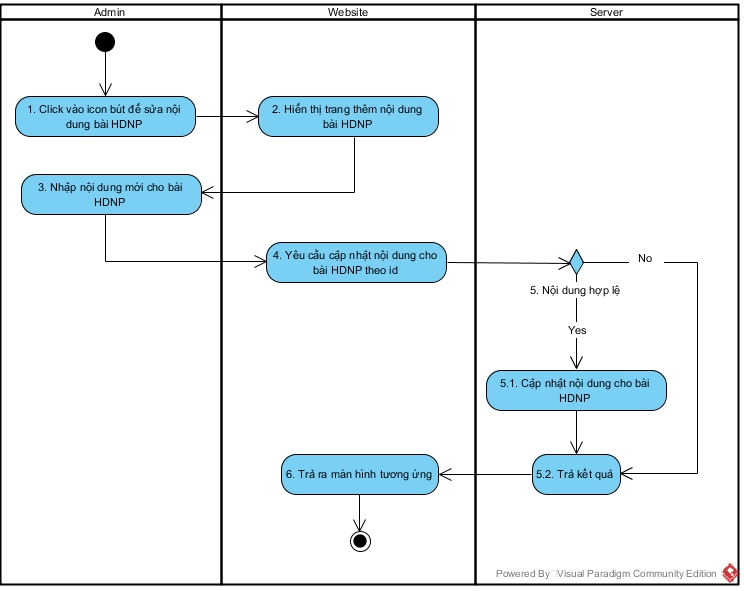 Admin
Website
Server
1. Click vào icon bút để sửa nội
dung bài HDNP
2. Hiển thị trang thêm nội dung
bài HDNP
3. Nhập nội dung mới cho bài
HDNP
4. Yêu cầu cập nhật nội dung cho
bài HDNP theo id
No
5. Nội dung hợp lệ
Yes
5.1. Cập nhật nội dung cho bài
HDNP
6. Trả ra màn hình tương ứng
5.2. Trả kết quả
Powered By Visual Paradigm Community Edition